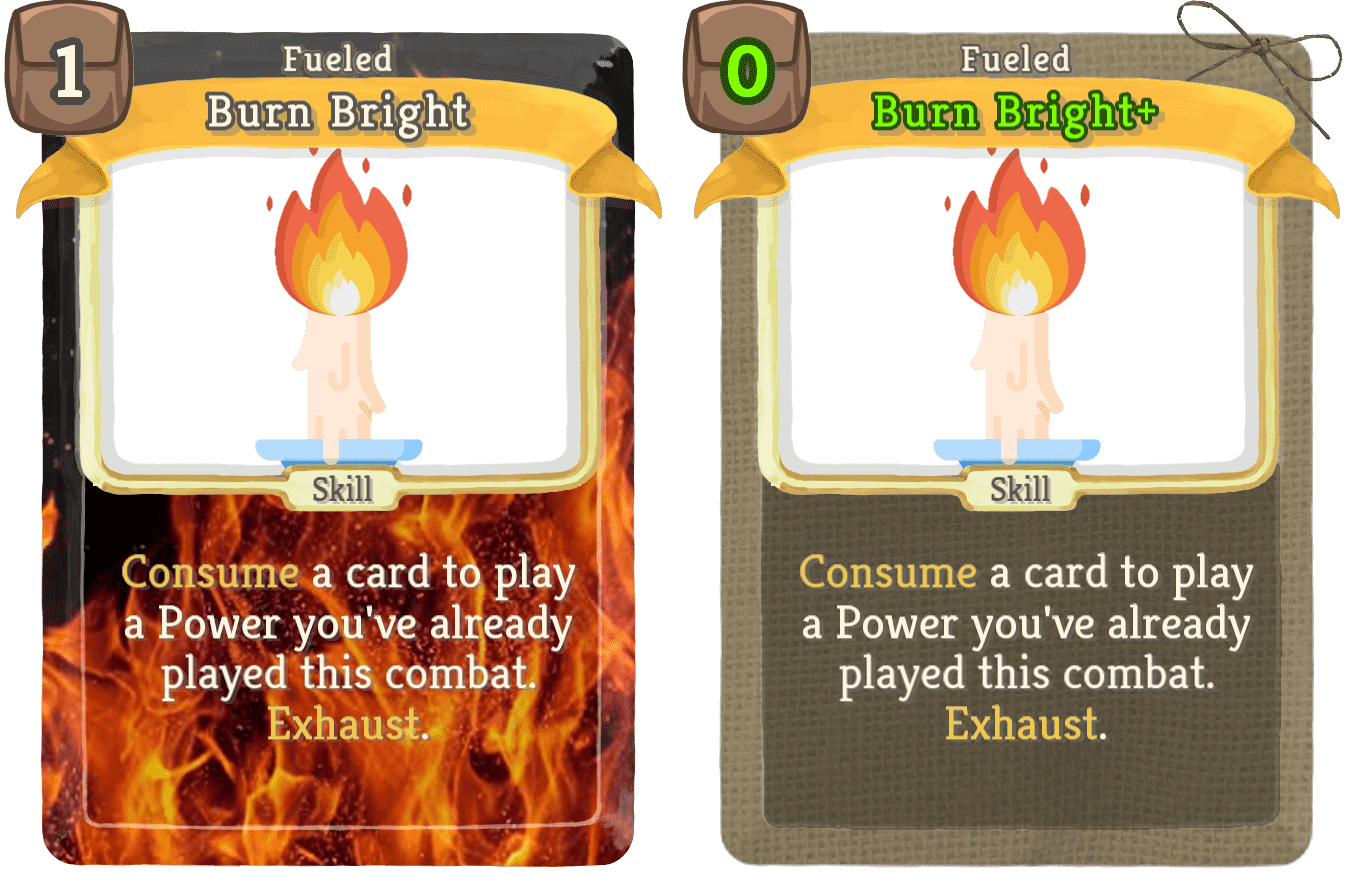 1
Fueled
Burn Bright
Skill
Consume a card to play
a Power you've already
played this combat.
Exhaust.
0
Fueled
Burn Bright+
Skill
Consume a card to play
a Power you've already
played this combat.
Exhaust.